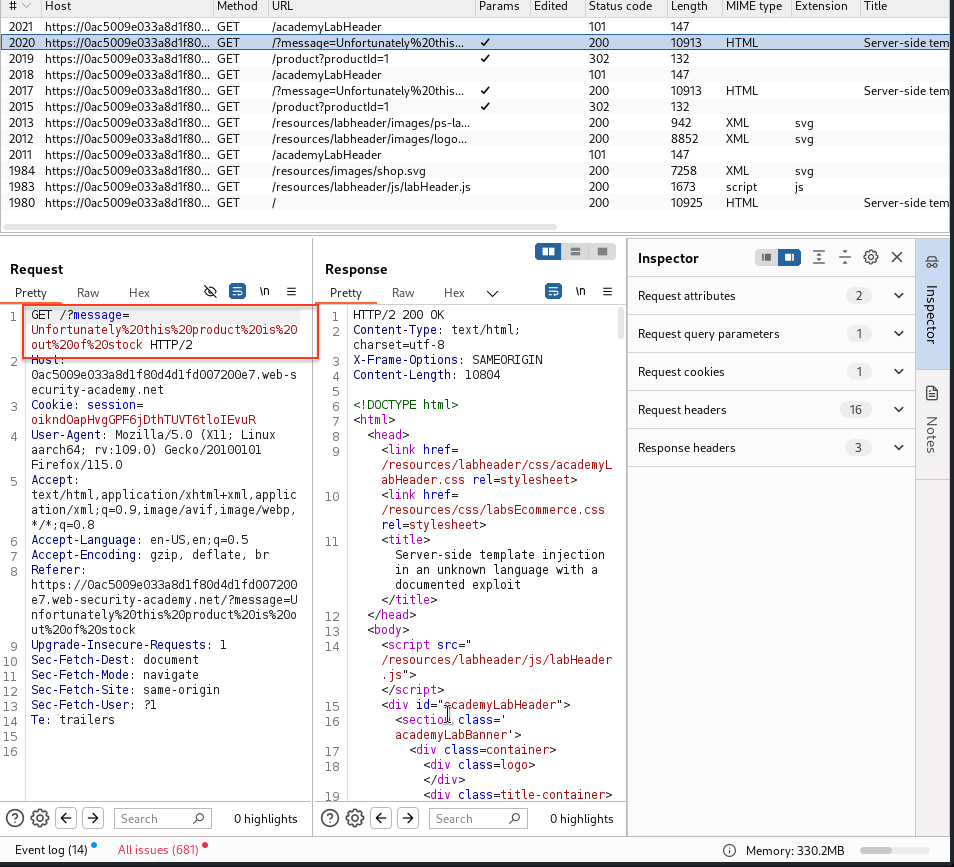 # Host Method URL Params Edited Status code Length MIME type Extension Title
2021 https://0ac5009e033a8d1f80... GET /academyLabHeader 101 147
2020 https://0ac5009e033a8d1f80... GET /?message=Unfortunately%20this... ✓ 200 10913 HTML Server-side tem
2019 https://0ac5009e033a8d1f80... GET /product?productId=1 ✓ 302 132
2018 https://0ac5009e033a8d1f80... GET /academyLabHeader 101 147
2017 https://0ac5009e033a8d1f80... GET /?message=Unfortunately%20this... ✓ 200 10913 HTML Server-side tem
2015 https://0ac5009e033a8d1f80... GET /product?productId=1 ✓ 302 132
2013 https://0ac5009e033a8d1f80... GET /resources/labheader/images/ps-la... 200 942 XML svg
2012 https://0ac5009e033a8d1f80... GET /resources/labheader/images/logo... 200 8852 XML svg
2011 https://0ac5009e033a8d1f80... GET /academyLabHeader 101 147
1984 https://0ac5009e033a8d1f80... GET /resources/images/shop.svg 200 7258 XML svg
1983 https://0ac5009e033a8d1f80... GET /resources/labheader/js/labHeader.js 200 1673 script js
1980 https://0ac5009e033a8d1f80... GET / 200 10925 HTML Server-side tem
Request
Pretty Raw Hex \n
1 GET /?message=
Unfortunately%20this%20product%20is%20
out%20of%20stock HTTP/2
2 Host:
0ac5009e033a8d1f80d4d1fd007200e7.web-s
ecurity-academy.net
3 Cookie: session=
oikndOapHvgGPF6jDthTUVT6tloIEvuR
4 User-Agent: Mozilla/5.0 (X11; Linux
aarch64; rv:109.0) Gecko/20100101
Firefox/115.0
5 Accept:
text/html,application/xhtml+xml,applic
ation/xml;q=0.9,image/avif,image/webp,
*/*;q=0.8
6 Accept-Language: en-US,en;q=0.5
7 Accept-Encoding: gzip, deflate, br
8 Referer:
https://0ac5009e033a8d1f80d4d1fd007200
e7.web-security-academy.net/?message=U
nfortunately%20this%20product%20is%20o
ut%20of%20stock
9 Upgrade-Insecure-Requests: 1
10 Sec-Fetch-Dest: document
11 Sec-Fetch-Mode: navigate
12 Sec-Fetch-Site: same-origin
13 Sec-Fetch-User: ?1
14 Te: trailers
15
16
Search 0 highlights
Response
Pretty Raw Hex \n
1 HTTP/2 200 OK
2 Content-Type: text/html;
charset=utf-8
3 X-Frame-Options: SAMEORIGIN
4 Content-Length: 10804
5
6 <!DOCTYPE html>
7 <html>
8 <head>
9 <link href=
/resources/labheader/css/academyL
abHeader.css rel=stylesheet>
10 <link href=
/resources/css/labsEcommerce.css
rel=stylesheet>
11 <title>
Server-side template injection
in an unknown language with a
documented exploit
</title>
12 </head>
13 <body>
14 <script src="
/resources/labheader/js/labHeader
.js">
</script>
15 <div id="academyLabHeader">
16 <section class='
academyLabBanner'>
17 <div class=container>
18 <div class=logo>
</div>
19 <div class=title-container>
Search 0 highlights
Inspector
Request attributes 2
Request query parameters 1
Request cookies 1
Request headers 16
Response headers 3
Inspector
Notes
Event log (14) All issues (681) Memory: 330.2MB